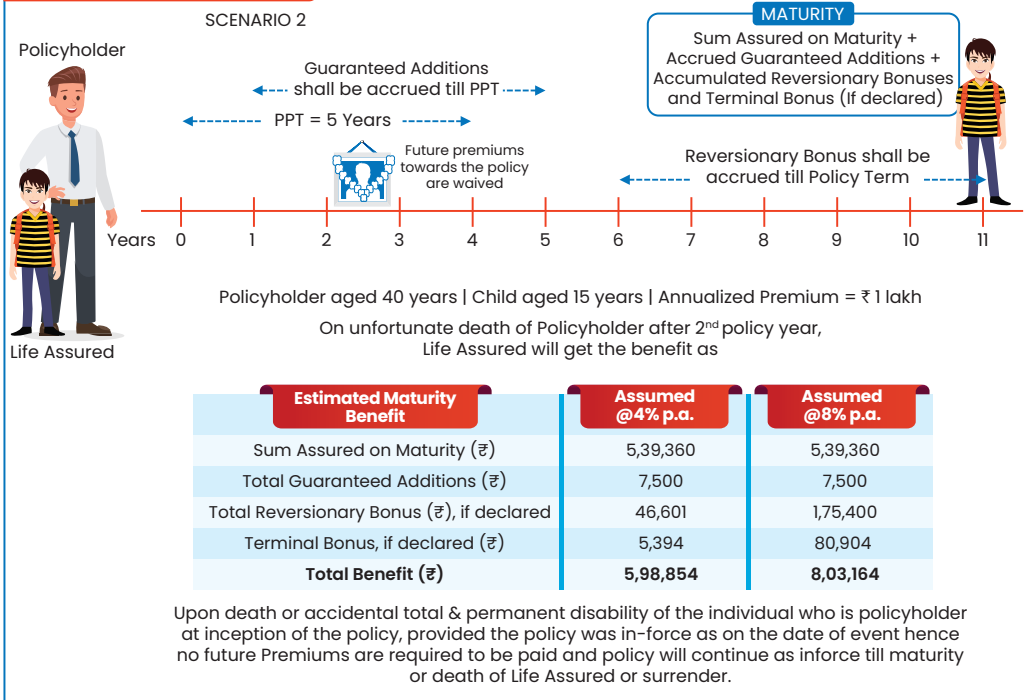 SCENARIO 2
Policyholder
MATURITY
Sum Assured on Maturity +
Accrued Guaranteed Additions +
Accumulated Reversionary Bonuses
and Terminal Bonus (If declared)
Guaranteed Additions
shall be accrued till PPT
PPT = 5 Years
Future premiums
towards the policy
are waived
Reversionary Bonus shall be
accrued till Policy Term
Years 0 1 2 3 4 5 6 7 8 9 10 11
Life Assured
Policyholder aged 40 years | Child aged 15 years | Annualized Premium = ₹ 1 lakh
On unfortunate death of Policyholder after 2nd policy year,
Life Assured will get the benefit as
Estimated Maturity
Benefit
Assumed
@4% p.a.
Assumed
@8% p.a.
Sum Assured on Maturity (₹) 5,39,360 5,39,360
Total Guaranteed Additions (₹) 7,500 7,500
Total Reversionary Bonus (₹), if declared 46,601 1,75,400
Terminal Bonus, if declared (₹) 5,394 80,904
Total Benefit (₹) 5,98,854 8,03,164
Upon death or accidental total & permanent disability of the individual who is policyholder
at inception of the policy, provided the policy was in-force as on the date of event hence
no future Premiums are required to be paid and policy will continue as inforce till maturity
or death of Life Assured or surrender.